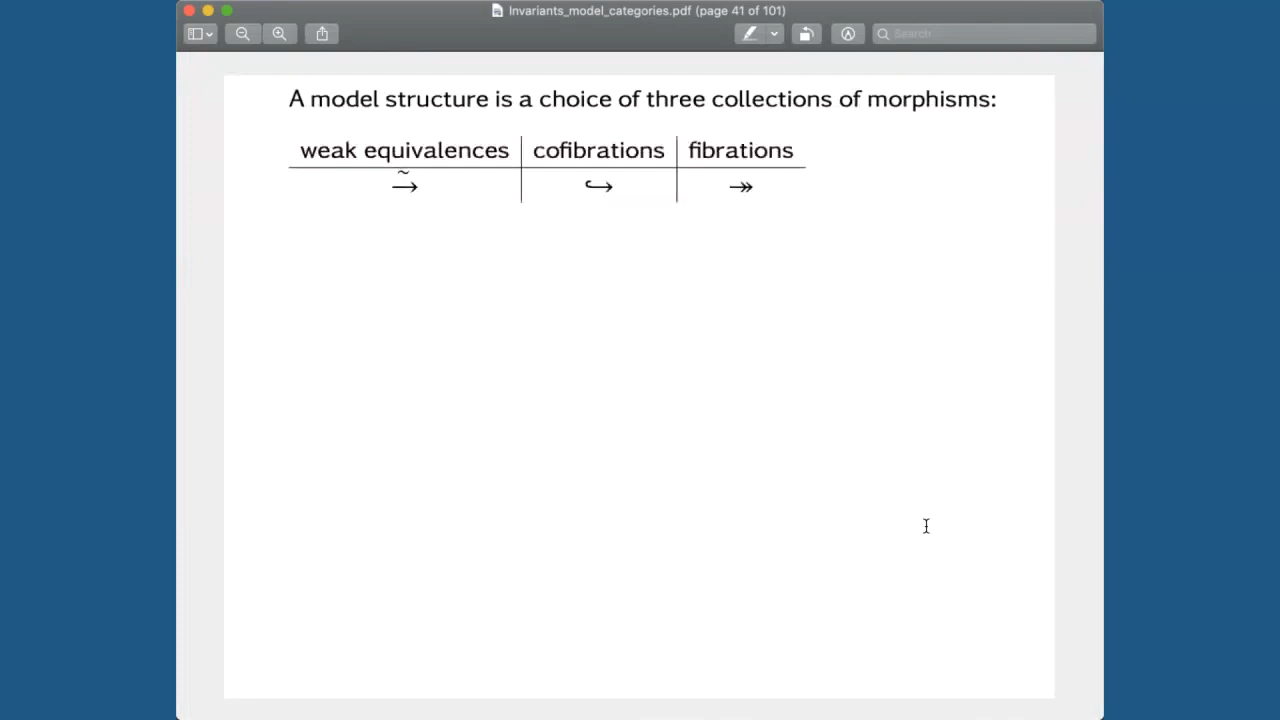 Invariants_model_categories.pdf (page 41 of 101)
Search
A model structure is a choice of three collections of morphisms:
weak equivalences cofibrations fibrations
∼→ ↪ ↠